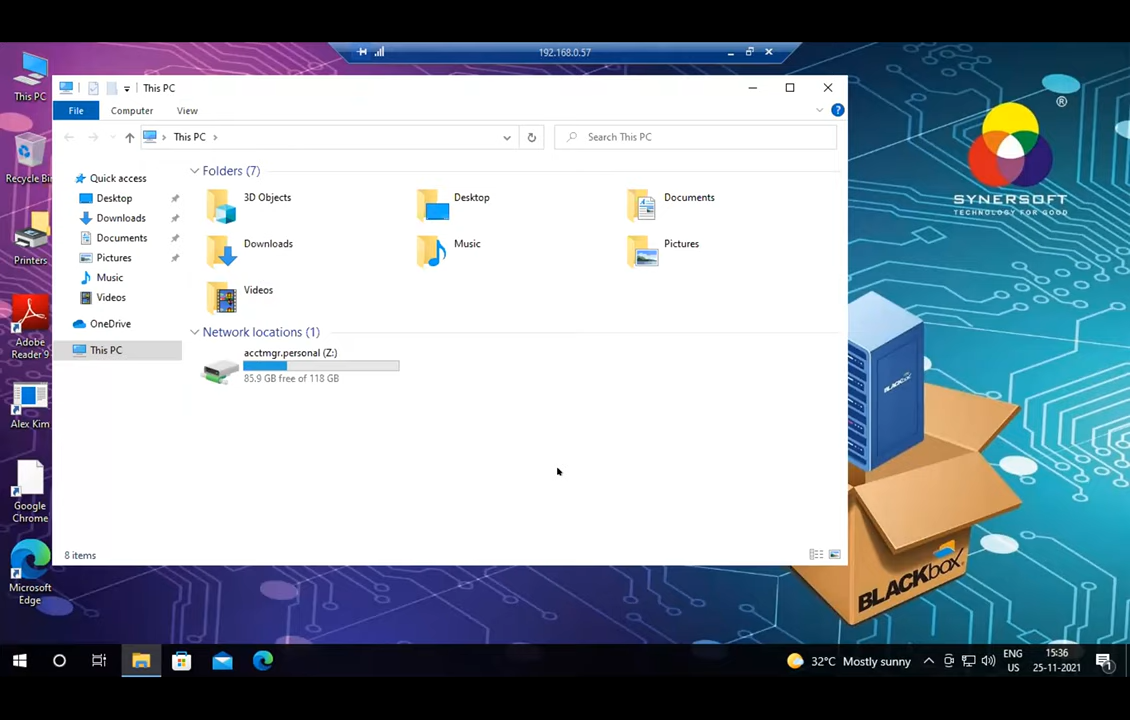 192.168.0.57
This PC
Recycle Bin
Printers
Adobe
Reader 9
Alex Kim
Google
Chrome
Microsoft
Edge
This PC
File
Computer
View
This PC
Search This PC
Quick access
Desktop
Downloads
Documents
Pictures
Music
Videos
OneDrive
This PC
Folders (7)
3D Objects
Desktop
Documents
Downloads
Music
Pictures
Videos
Network locations (1)
acctmgr.personal (Z:)
85.9 GB free of 118 GB
8 items
®
SYNERSOFT
TECHNOLOGY FOR GOOD
BLACKbox
BLACKbox
32°C Mostly sunny
ENG
US
15:36
25-11-2021
1